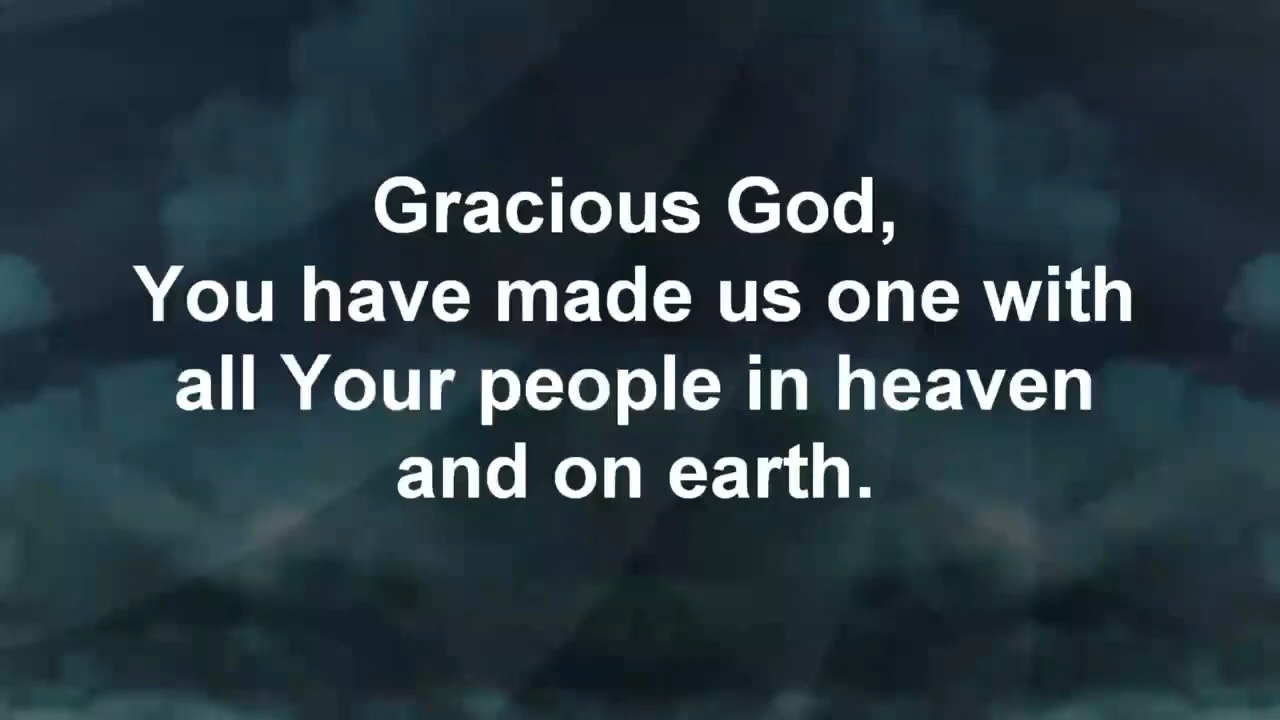 Gracious God,
You have made us one with
all Your people in heaven
and on earth.